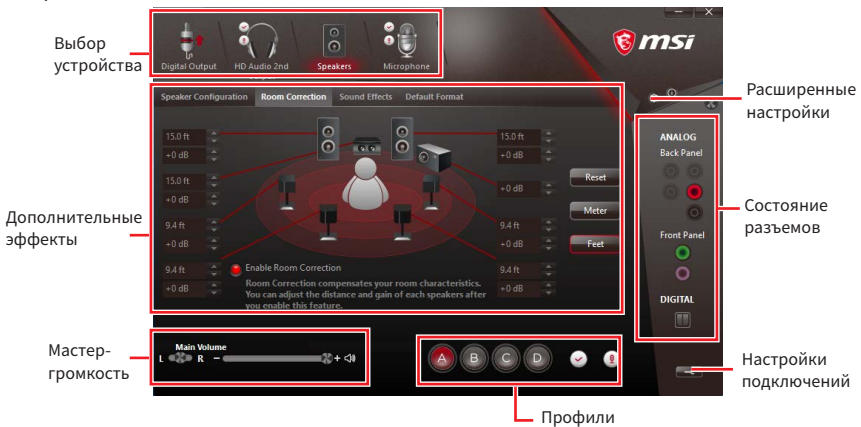 Выбор
устройства
Digital Output
HD Audio 2nd
Speakers
Microphone
msi
Speaker Configuration
Room Correction
Sound Effects
Default Format
Расширенные
настройки
15.0 ft
+0 dB
15.0 ft
+0 dB
9.4 ft
+0 dB
9.4 ft
+0 dB
15.0 ft
+0 dB
+0 dB
9.4 ft
+0 dB
9.4 ft
+0 dB
Reset
Meter
Feet
Enable Room Correction
Room Correction compensates your room characteristics.
You can adjust the distance and gain of each speakers after
you enable this feature.
Дополнительные
эффекты
ANALOG
Back Panel
Front Panel
DIGITAL
Состояние
разъемов
Мастер-
громкость
Main Volume
L R − +
A B C D
Профили
Настройки
подключений